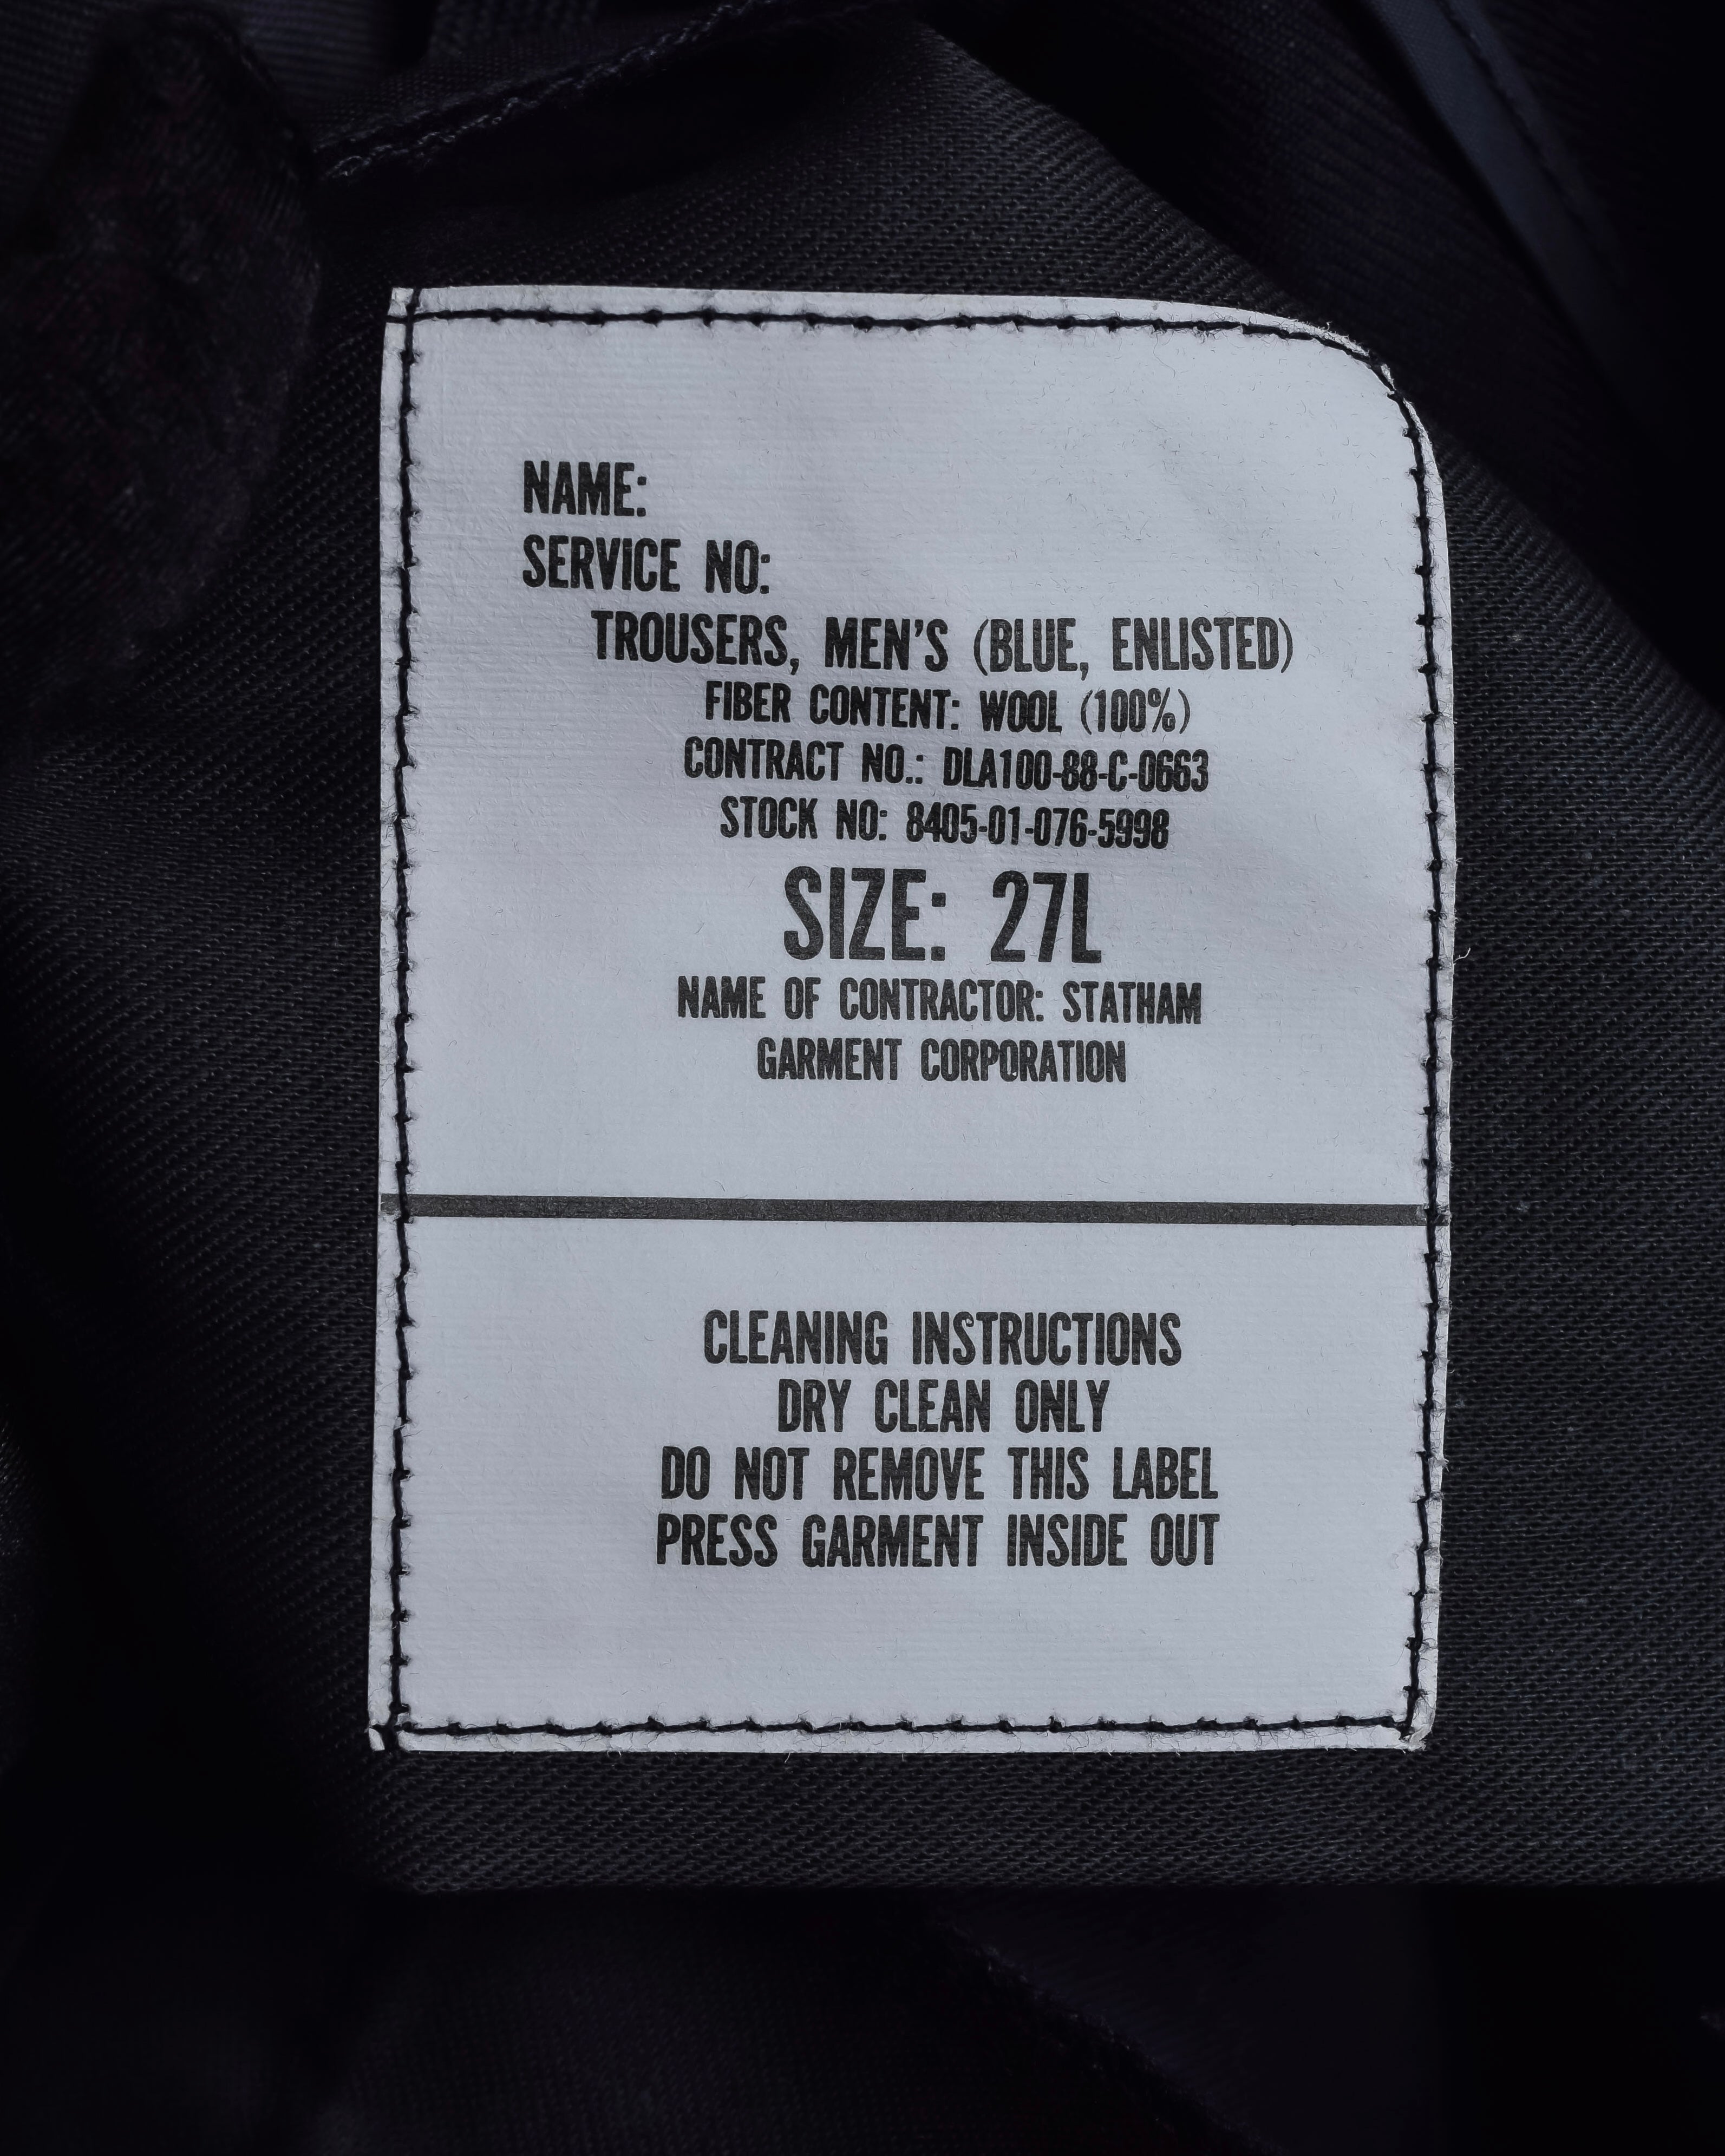 NAME:
SERVICE NO:
TROUSERS, MEN'S (BLUE, ENLISTED)
FIBER CONTENT: WOOL (100%)
CONTRACT NO.: DLA100-88-C-0663
STOCK NO: 8405-01-076-5998
SIZE: 27L
NAME OF CONTRACTOR: STATHAM
GARMENT CORPORATION
CLEANING INSTRUCTIONS
DRY CLEAN ONLY
DO NOT REMOVE THIS LABEL
PRESS GARMENT INSIDE OUT